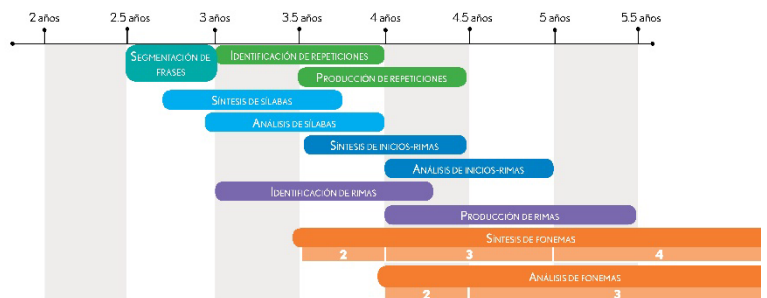 2 años 2.5 años 3 años 3.5 años 4 años 4.5 años 5 años 5.5 años
SEGMENTACIÓN DE
FRASES
IDENTIFICACIÓN DE REPETICIONES
PRODUCCIÓN DE REPETICIONES
SÍNTESIS DE SÍLABAS
ANÁLISIS DE SÍLABAS
SÍNTESIS DE INICIOS-RIMAS
ANÁLISIS DE INICIOS-RIMAS
IDENTIFICACIÓN DE RIMAS
PRODUCCIÓN DE RIMAS
SÍNTESIS DE FONEMAS
2 3 4
ANÁLISIS DE FONEMAS
2 3